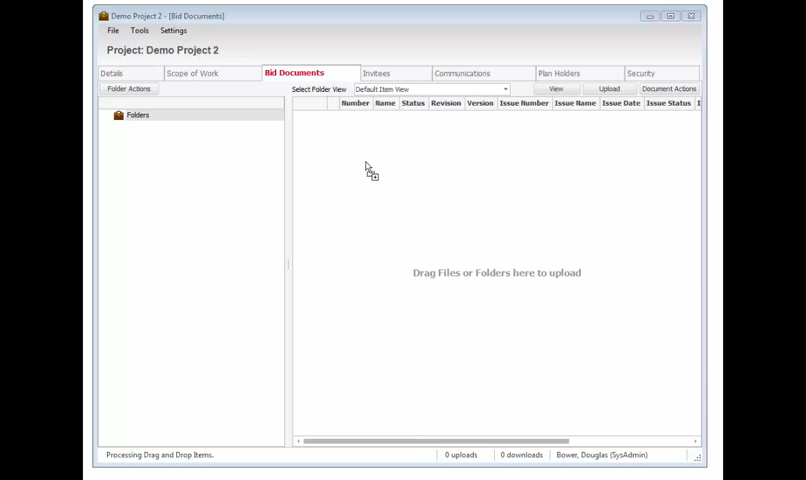 Demo Project 2 - [Bid Documents]
File Tools Settings
Project: Demo Project 2
Details Scope of Work Bid Documents Invitees Communications Plan Holders Security
Folder Actions Select Folder View Default Item View View Upload Document Actions
Number Name Status Revision Version Issue Number Issue Name Issue Date Issue Status I
Folders
Drag Files or Folders here to upload
Processing Drag and Drop Items. 0 uploads 0 downloads Bower, Douglas (SysAdmin)